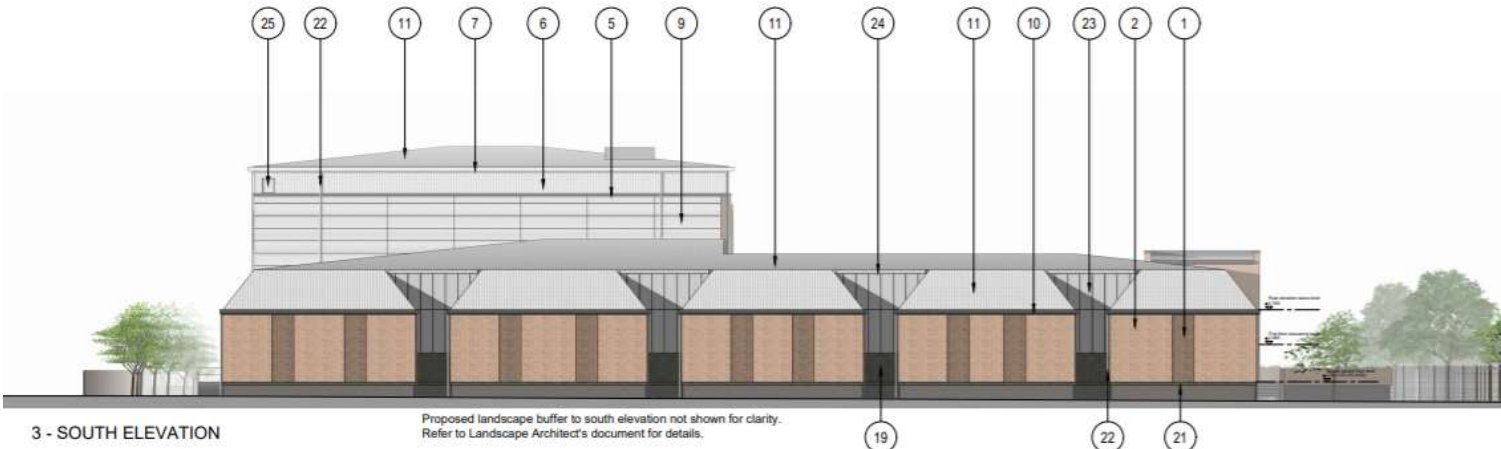 25 22 11 7 6 5 9 11 24 11 10 23 2 1
3 - SOUTH ELEVATION
Proposed landscape buffer to south elevation not shown for clarity.
Refer to Landscape Architect's document for details.
19 22 21